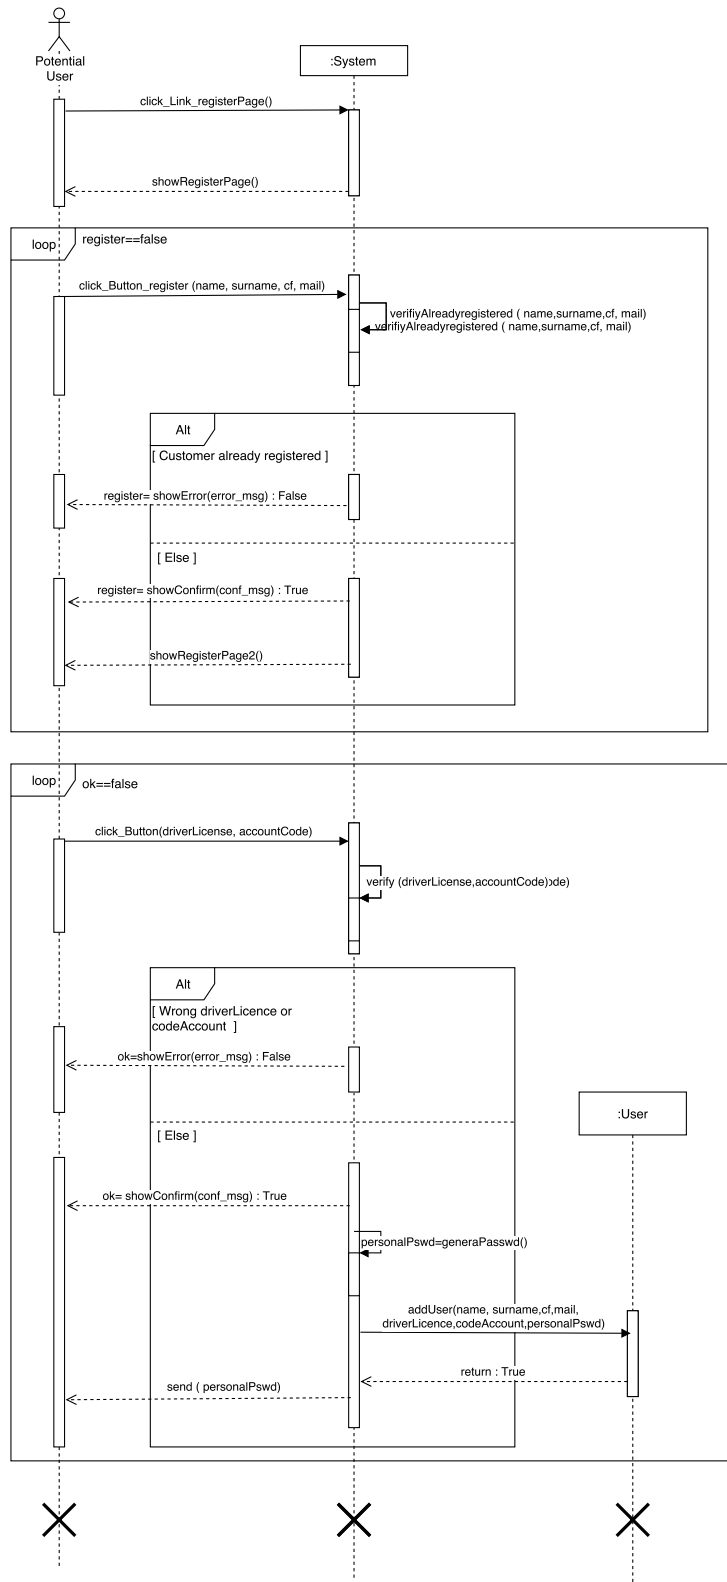 Potential
User
:System
click_Link_registerPage()
showRegisterPage()
loop
register==false
click_Button_register (name, surname, cf, mail)
verifiyAlreadyregistered ( name,surname,cf, mail)
verifiyAlreadyregistered ( name,surname,cf, mail)
Alt
[ Customer already registered ]
register= showError(error_msg) : False
[ Else ]
register= showConfirm(conf_msg) : True
showRegisterPage2()
loop
ok==false
click_Button(driverLicense, accountCode)
verify (driverLicense,accountCode)
Alt
[ Wrong driverLicence or
codeAccount ]
ok=showError(error_msg) : False
:User
[ Else ]
ok= showConfirm(conf_msg) : True
personalPswd=generaPasswd()
addUser(name, surname,cf,mail,
driverLicence,codeAccount,personalPswd)
return : True
send ( personalPswd)